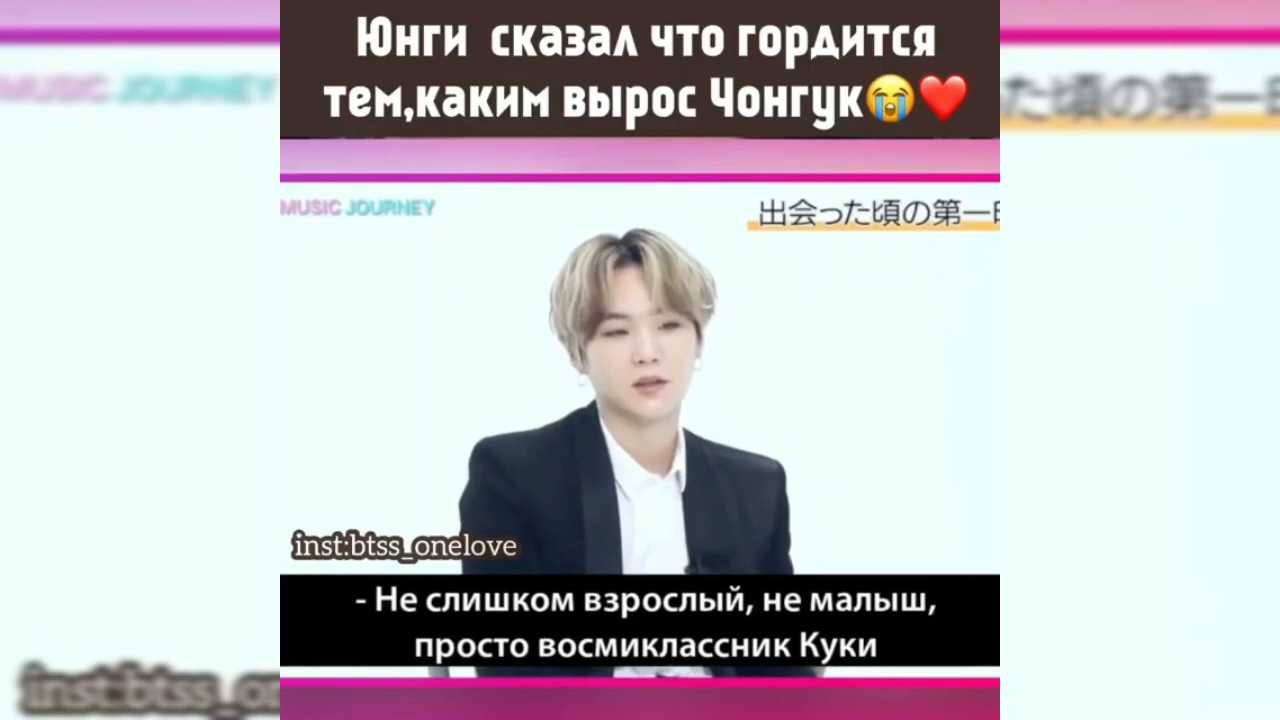 Юнги сказал что гордится
тем,каким вырос Чонгук😭❤️
MUSIC JOURNEY
出会った頃の第一
inst:btss_onelove
- Не слишком взрослый, не малыш,
просто восмиклассник Куки